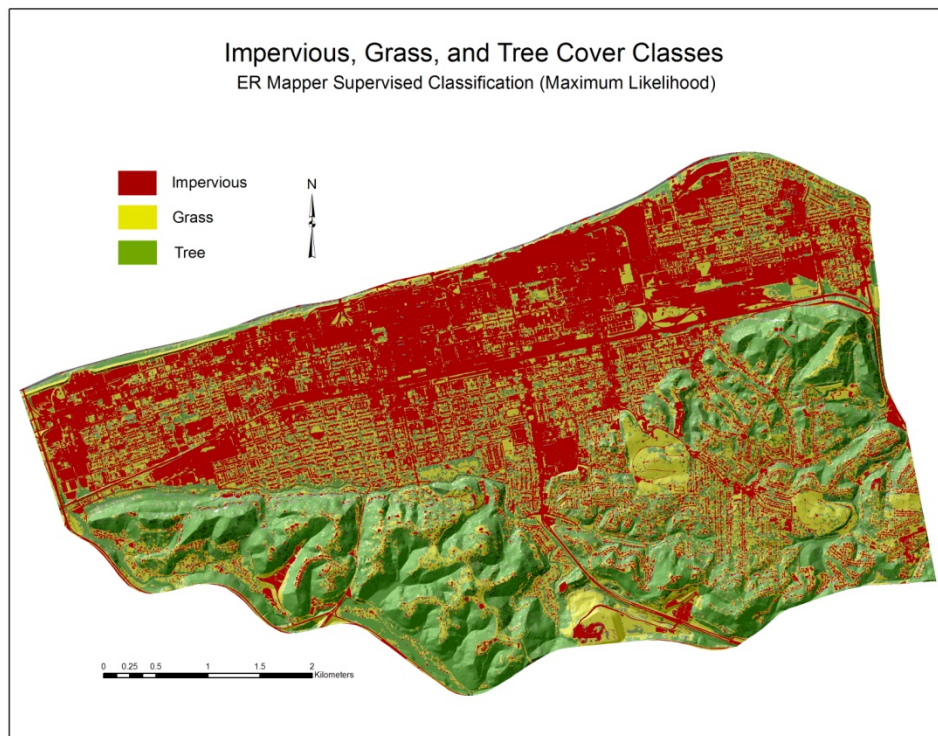 Impervious, Grass, and Tree Cover Classes
ER Mapper Supervised Classification (Maximum Likelihood)
Impervious
Grass
Tree
N
0 0.25 0.5 1 1.5 2
Kilometers